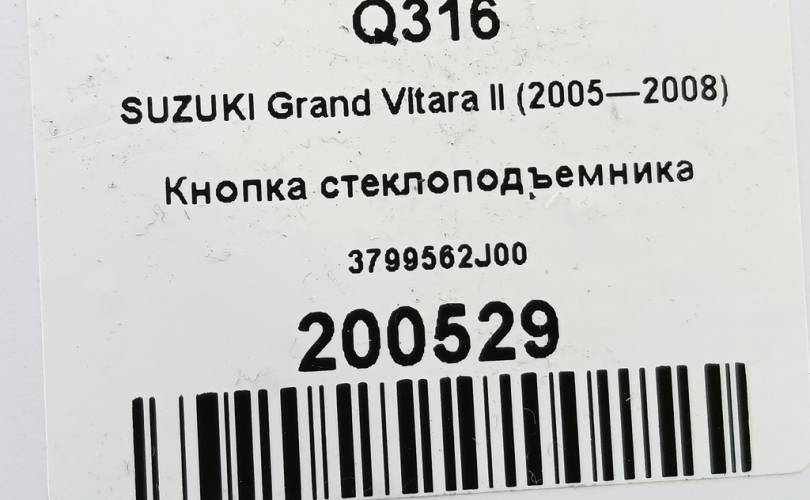 Q316
SUZUKI Grand Vitara II (2005—2008)
Кнопка стеклоподъемника
3799562J00
200529